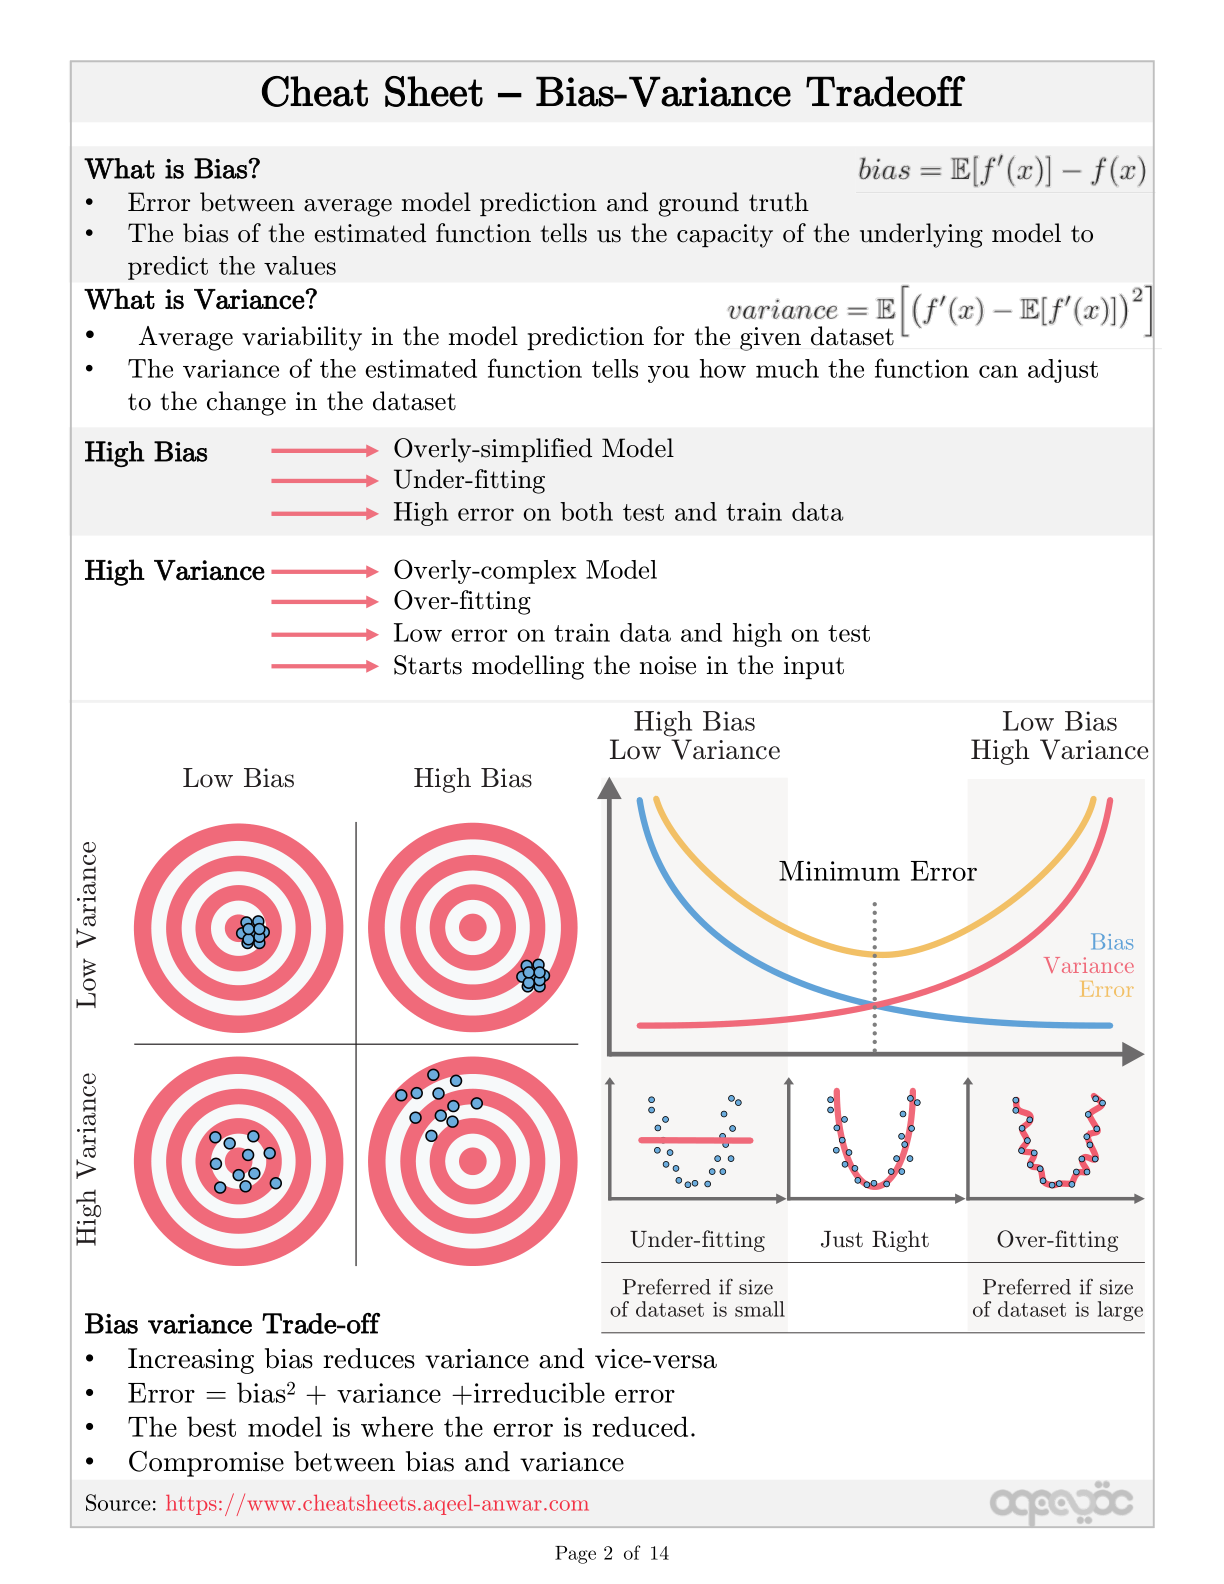 Cheat Sheet – Bias-Variance Tradeoff
What is Bias?
bias = 𝔼[f′(x)] − f(x)
• Error between average model prediction and ground truth
• The bias of the estimated function tells us the capacity of the underlying model to
predict the values
What is Variance?
variance = 𝔼[(f′(x) − 𝔼[f′(x)])²]
• Average variability in the model prediction for the given dataset
• The variance of the estimated function tells you how much the function can adjust
to the change in the dataset
High Bias
Overly-simplified Model
Under-fitting
High error on both test and train data
High Variance
Overly-complex Model
Over-fitting
Low error on train data and high on test
Starts modelling the noise in the input
Low Bias
High Bias
Low Variance
High Variance
High Bias
Low Variance
Low Bias
High Variance
Minimum Error
Bias
Variance
Error
Under-fitting
Just Right
Over-fitting
Preferred if size
of dataset is small
Preferred if size
of dataset is large
Bias variance Trade-off
• Increasing bias reduces variance and vice-versa
• Error = bias² + variance +irreducible error
• The best model is where the error is reduced.
• Compromise between bias and variance
Source: https://www.cheatsheets.aqeel-anwar.com
Page 2 of 14